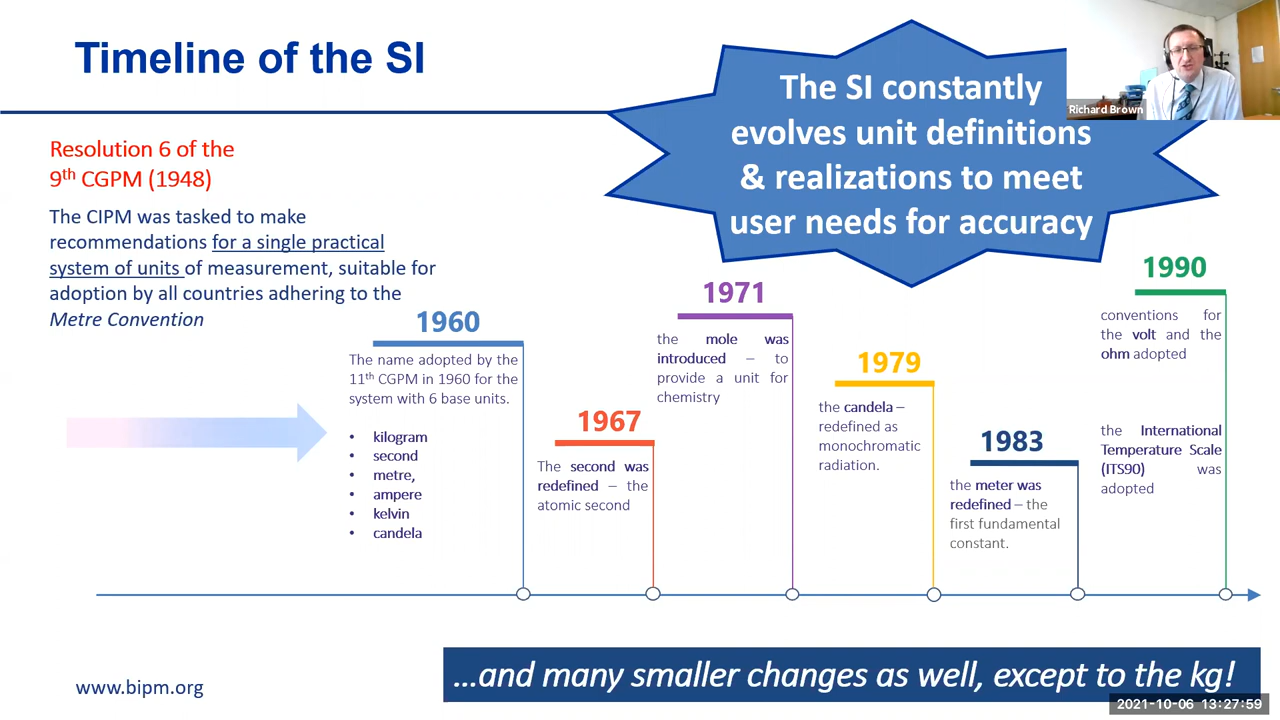 Timeline of the SI
The SI constantly
evolves unit definitions
& realizations to meet
user needs for accuracy
Richard Brown
Resolution 6 of the
9th CGPM (1948)
The CIPM was tasked to make
recommendations for a single practical
system of units of measurement, suitable for
adoption by all countries adhering to the
Metre Convention
1960
The name adopted by the
11th CGPM in 1960 for the
system with 6 base units.
• kilogram
• second
• metre,
• ampere
• kelvin
• candela
1967
The second was
redefined – the
atomic second
1971
the mole was
introduced – to
provide a unit for
chemistry
1979
the candela –
redefined as
monochromatic
radiation.
1983
the meter was
redefined – the
first fundamental
constant.
1990
conventions for
the volt and the
ohm adopted
the International
Temperature Scale
(ITS90) was
adopted
...and many smaller changes as well, except to the kg!
www.bipm.org
2021-10-06 13:27:59